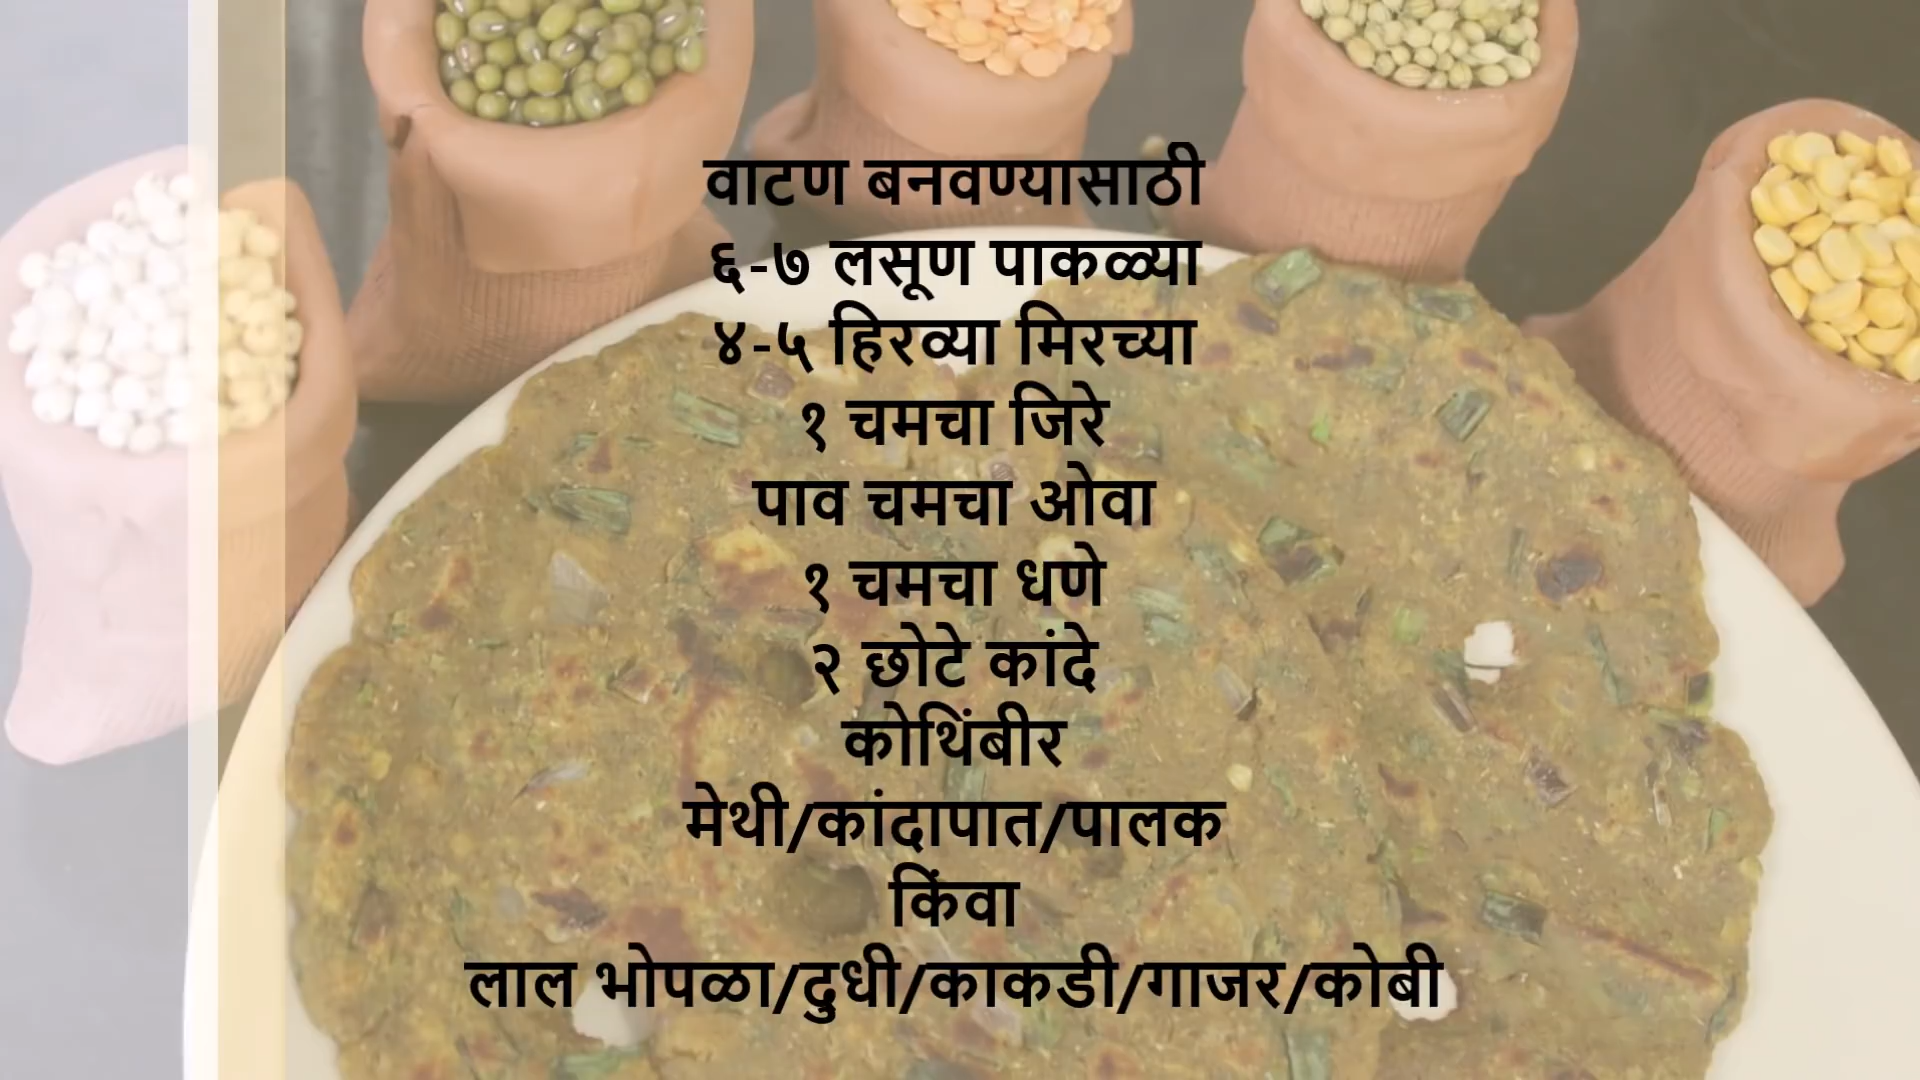 वाटण बनवण्यासाठी
६-७ लसूण पाकळ्या
४-५ हिरव्या मिरच्या
१ चमचा जिरे
पाव चमचा ओवा
१ चमचा धणे
२ छोटे कांदे
कोथिंबीर
मेथी/कांदापात/पालक
किंवा
लाल भोपळा/दुधी/काकडी/गाजर/कोबी